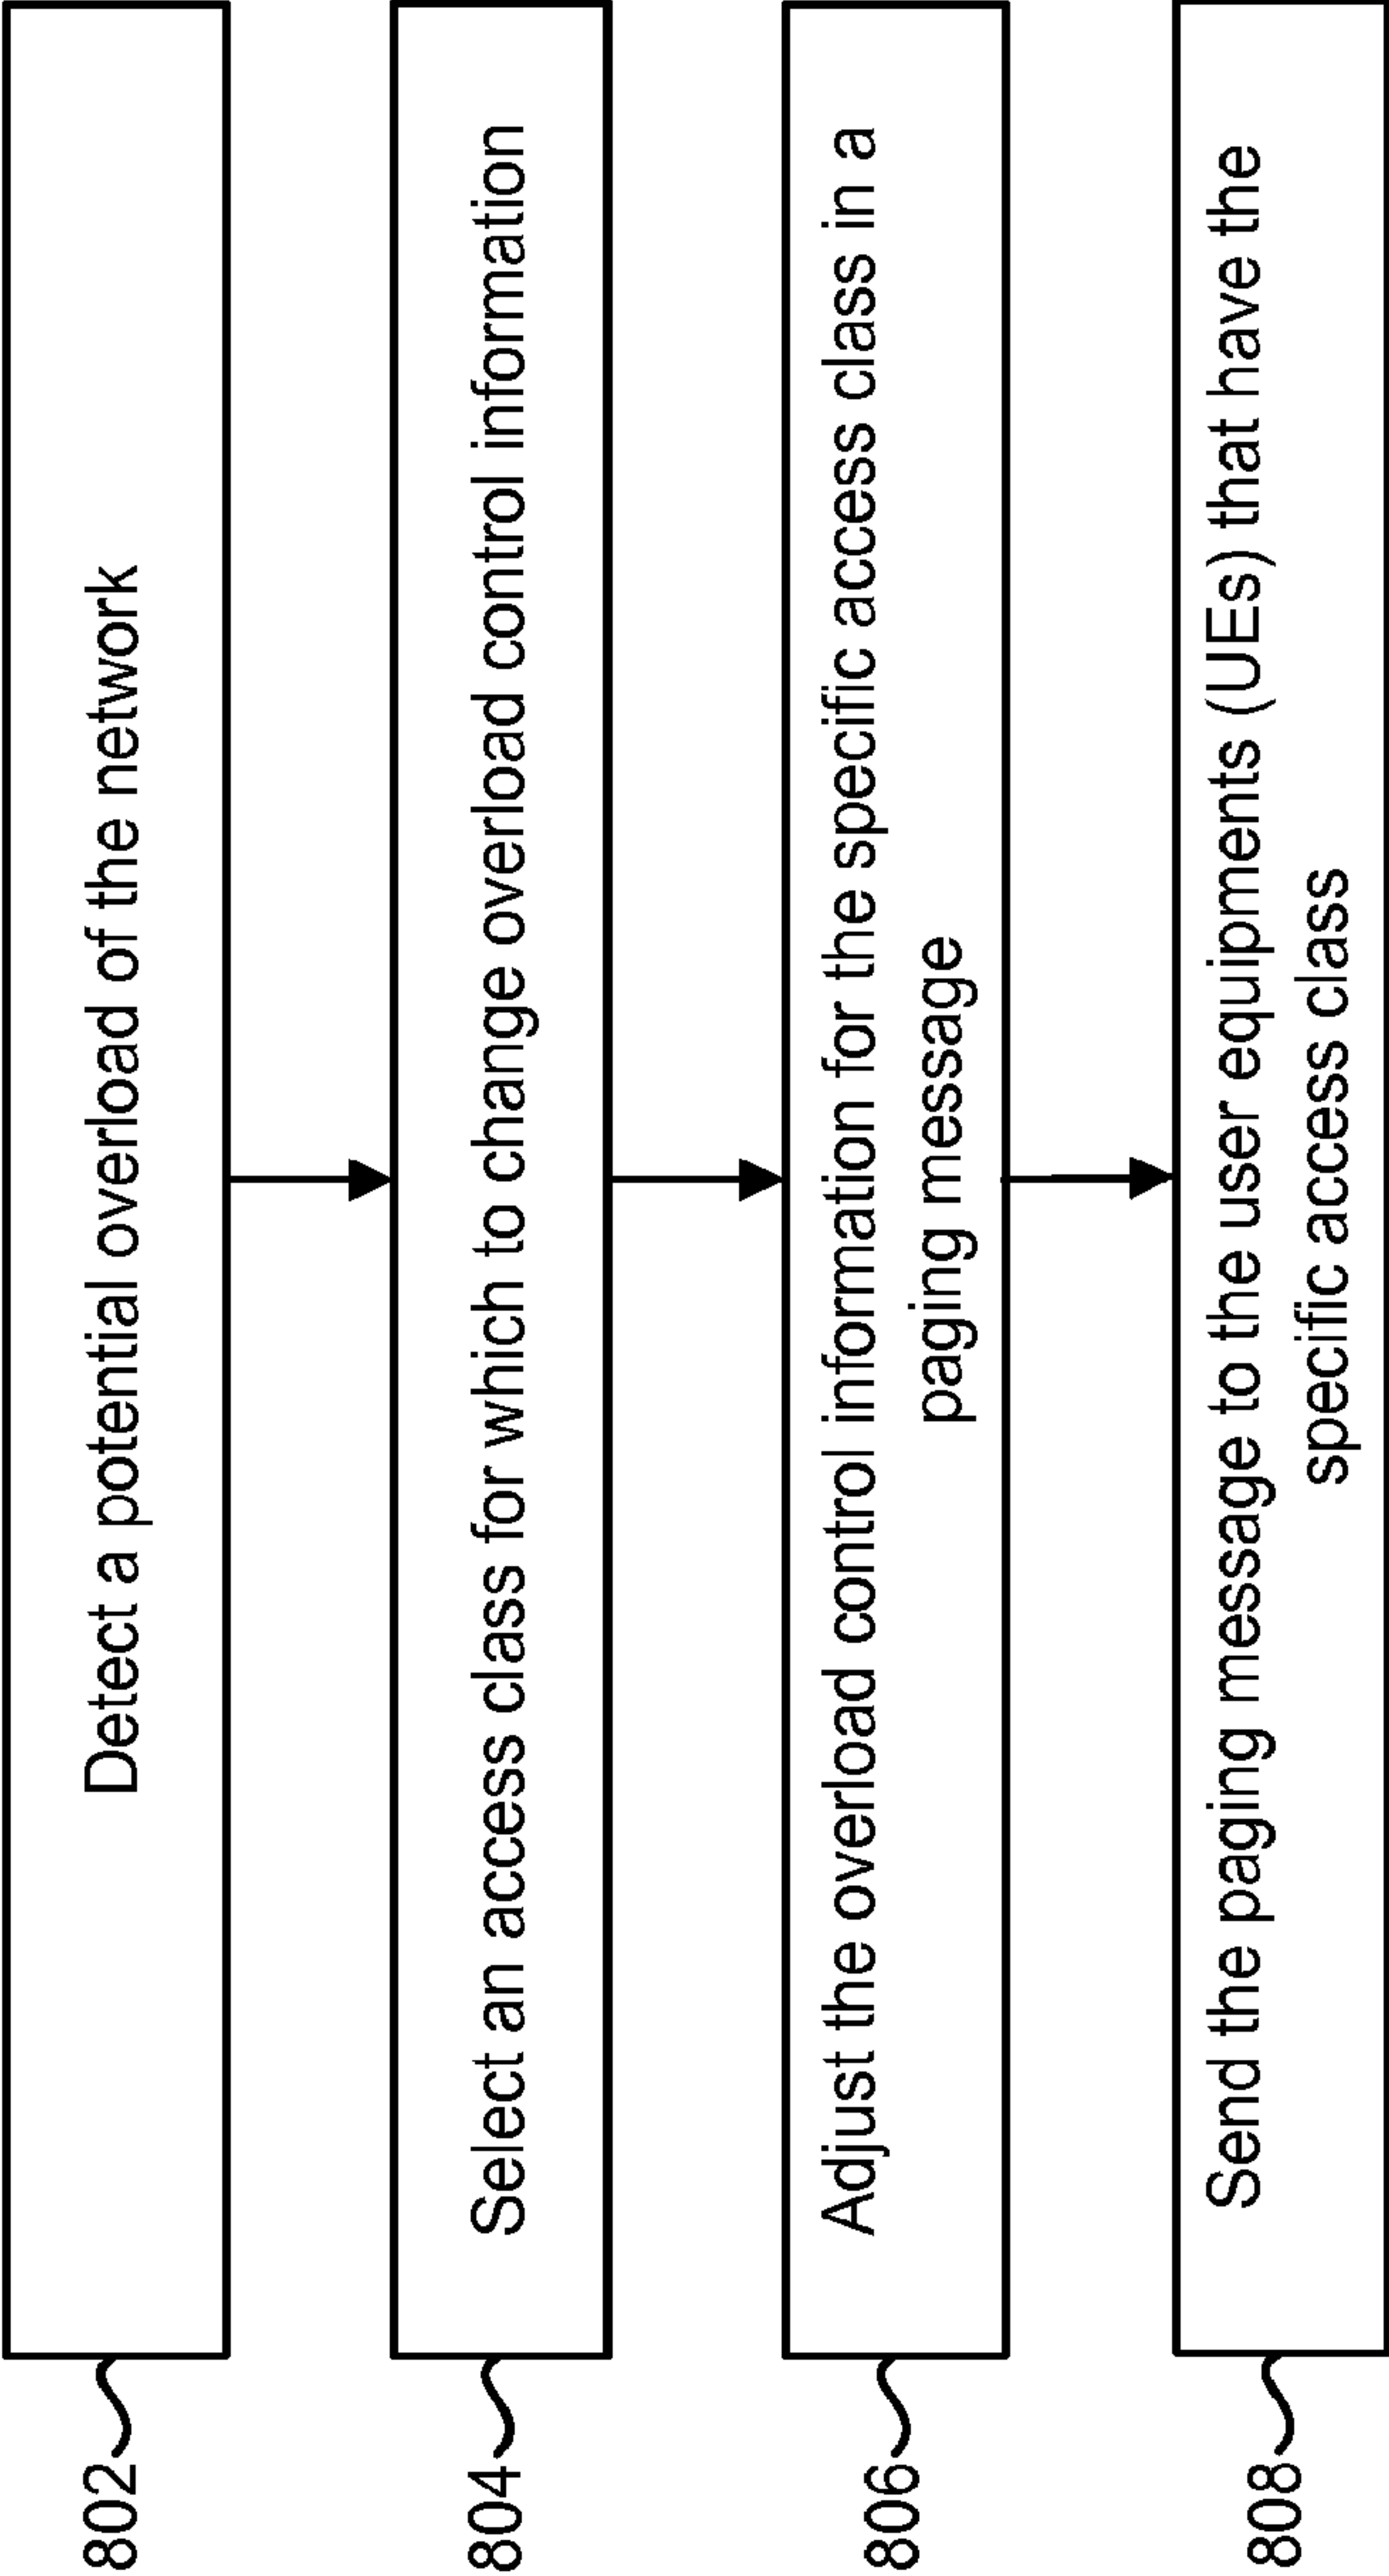 802
Detect a potential overload of the network
804
Select an access class for which to change overload control information
806
Adjust the overload control information for the specific access class in a
paging message
808
Send the paging message to the user equipments (UEs) that have the
specific access class